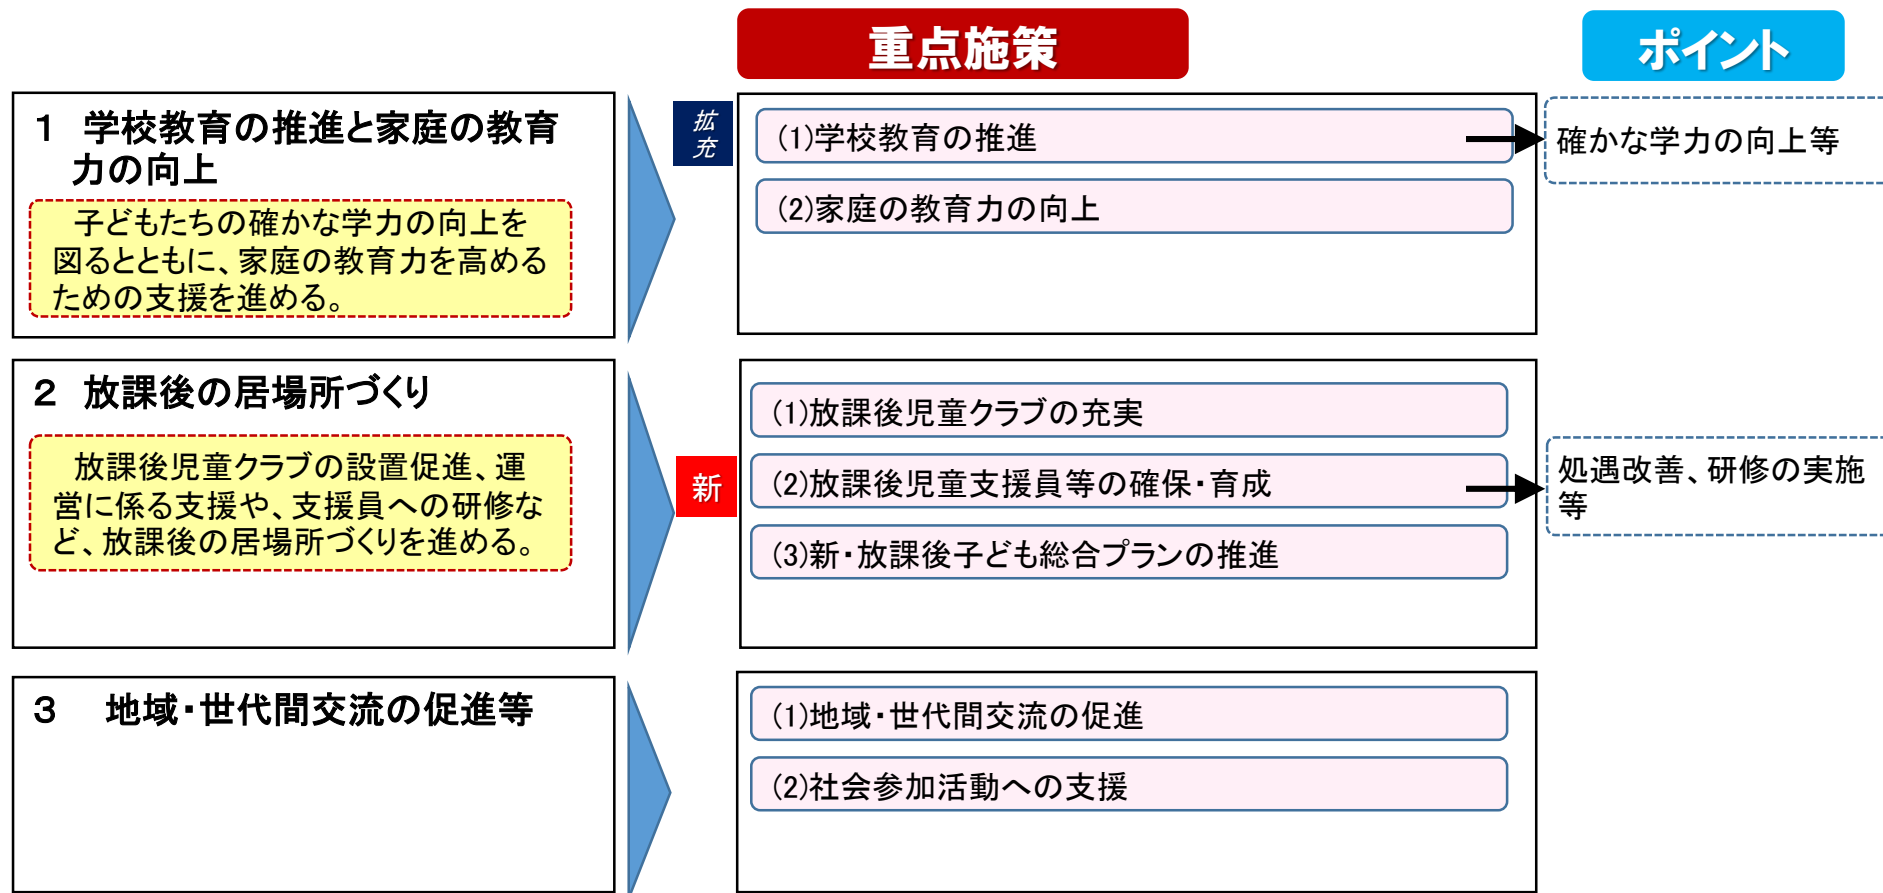 重点施策
ポイント
1 学校教育の推進と家庭の教育
力の向上
子どもたちの確かな学力の向上を
図るとともに、家庭の教育力を高める
ための支援を進める。
拡
充
(1)学校教育の推進
(2)家庭の教育力の向上
確かな学力の向上等
2 放課後の居場所づくり
放課後児童クラブの設置促進、運
営に係る支援や、支援員への研修な
ど、放課後の居場所づくりを進める。
新
(1)放課後児童クラブの充実
(2)放課後児童支援員等の確保・育成
(3)新・放課後子ども総合プランの推進
処遇改善、研修の実施
等
3 地域・世代間交流の促進等
(1)地域・世代間交流の促進
(2)社会参加活動への支援